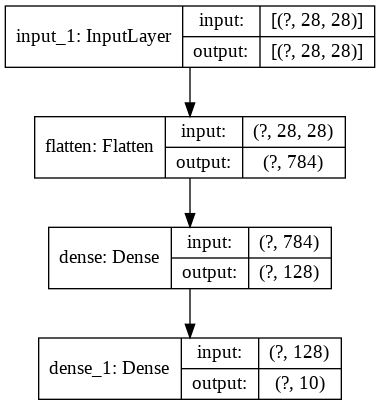 input_1: InputLayer
input:
[(?, 28, 28)]
output:
[(?, 28, 28)]
flatten: Flatten
input:
(?, 28, 28)
output:
(?, 784)
dense: Dense
input:
(?, 784)
output:
(?, 128)
dense_1: Dense
input:
(?, 128)
output:
(?, 10)